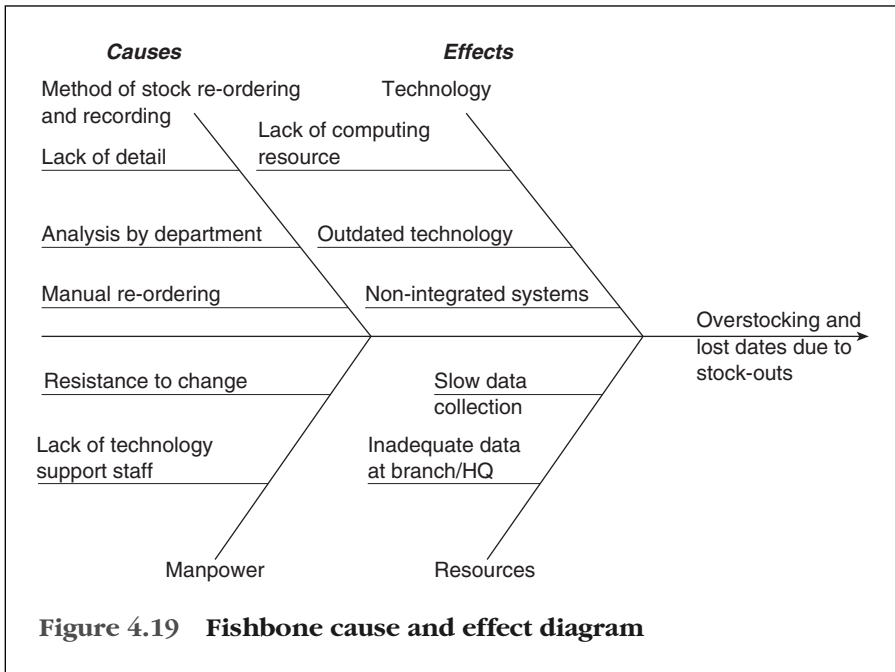 Causes
Effects
Method of stock re-ordering
and recording
Technology
Lack of computing
resource
Lack of detail
Analysis by department
Outdated technology
Manual re-ordering
Non-integrated systems
Overstocking and
lost dates due to
stock-outs
Resistance to change
Slow data
collection
Lack of technology
support staff
Inadequate data
at branch/HQ
Manpower
Resources
Figure 4.19 Fishbone cause and effect diagram